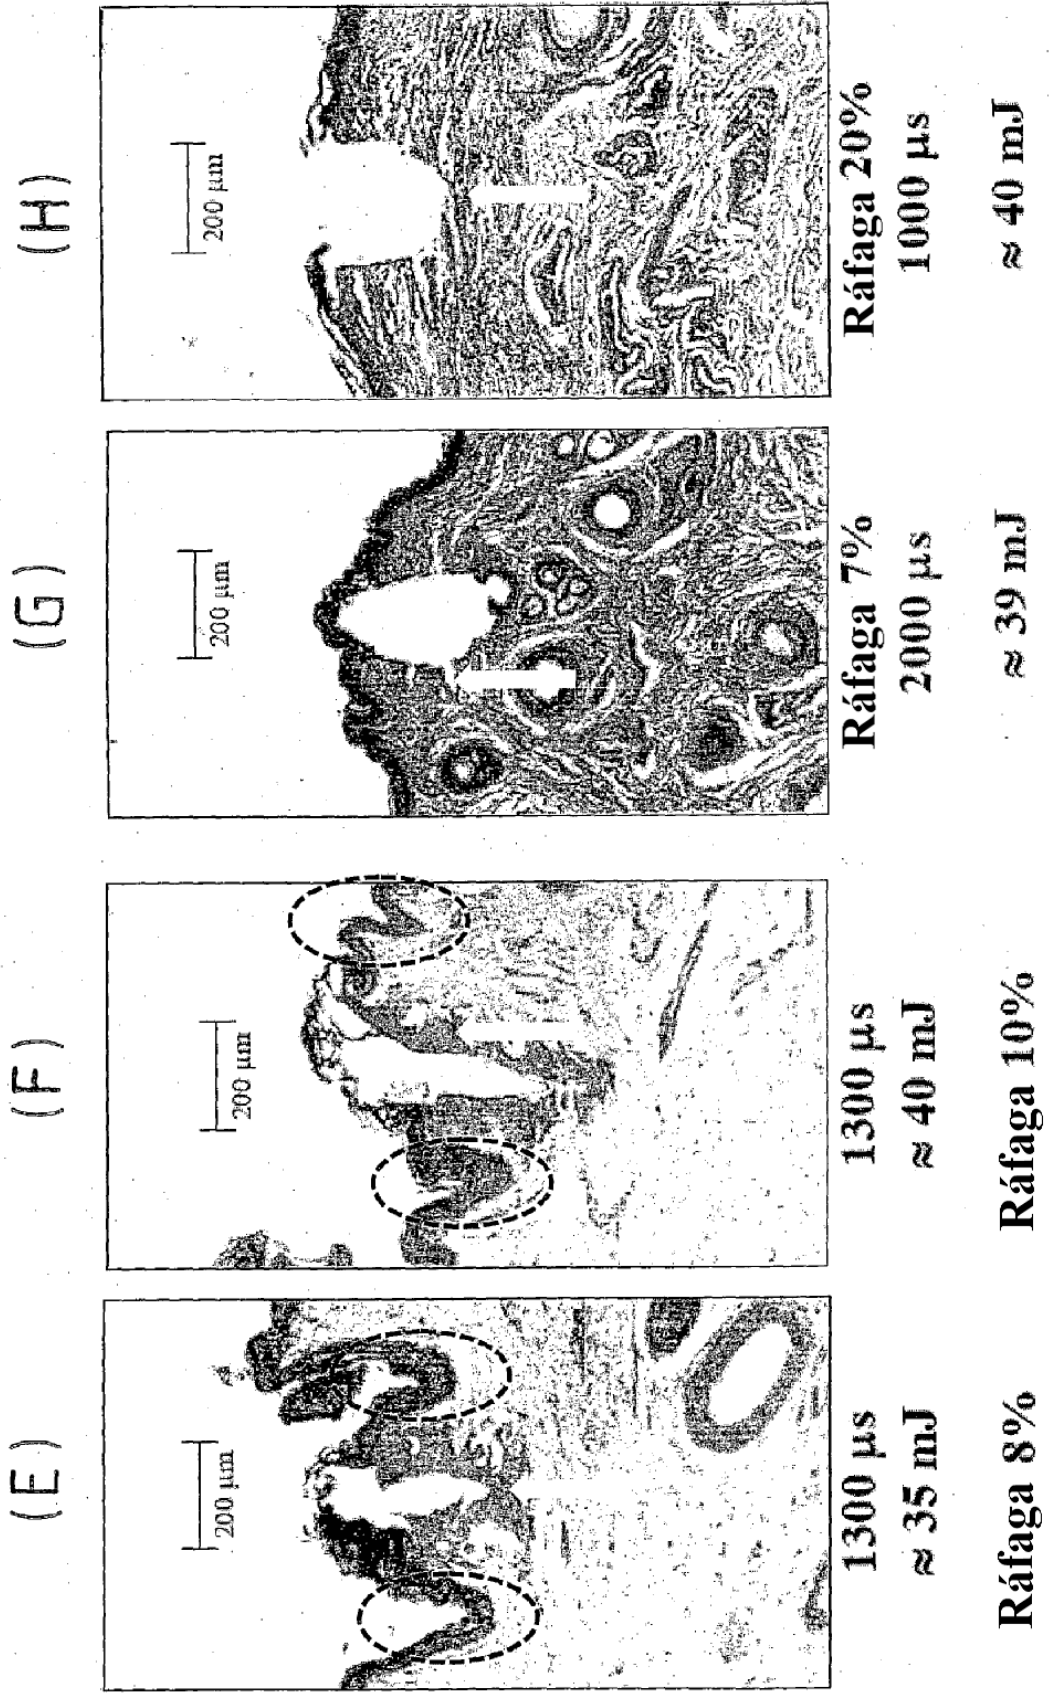 (E)
200 µm
1300 µs
≈ 35 mJ
Ráfaga 8%
(F)
200 µm
1300 µs
≈ 40 mJ
Ráfaga 10%
(G)
200 µm
Ráfaga 7%
2000 µs
≈ 39 mJ
(H)
200 µm
Ráfaga 20%
1000 µs
≈ 40 mJ